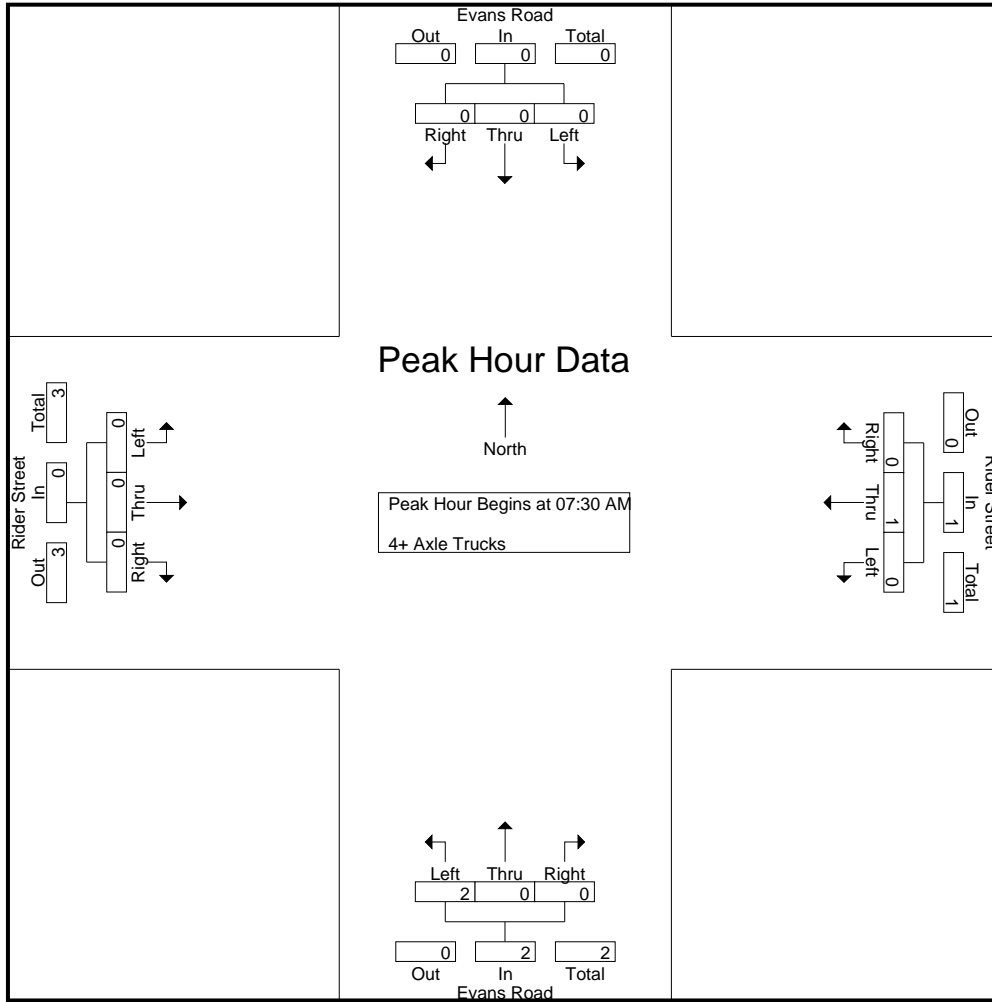 Evans Road
Out In Total
0 0 0
0 0 0
Right Thru Left
Peak Hour Data
North
Peak Hour Begins at 07:30 AM
4+ Axle Trucks
Rider Street
Total In Out
3 0 3
0 0 0
Left Thru Right
Rider Street
Out In Total
0 1 1
0 1 0
Right Thru Left
Left Thru Right
2 0 0
0 2 2
Out In Total
Evans Road